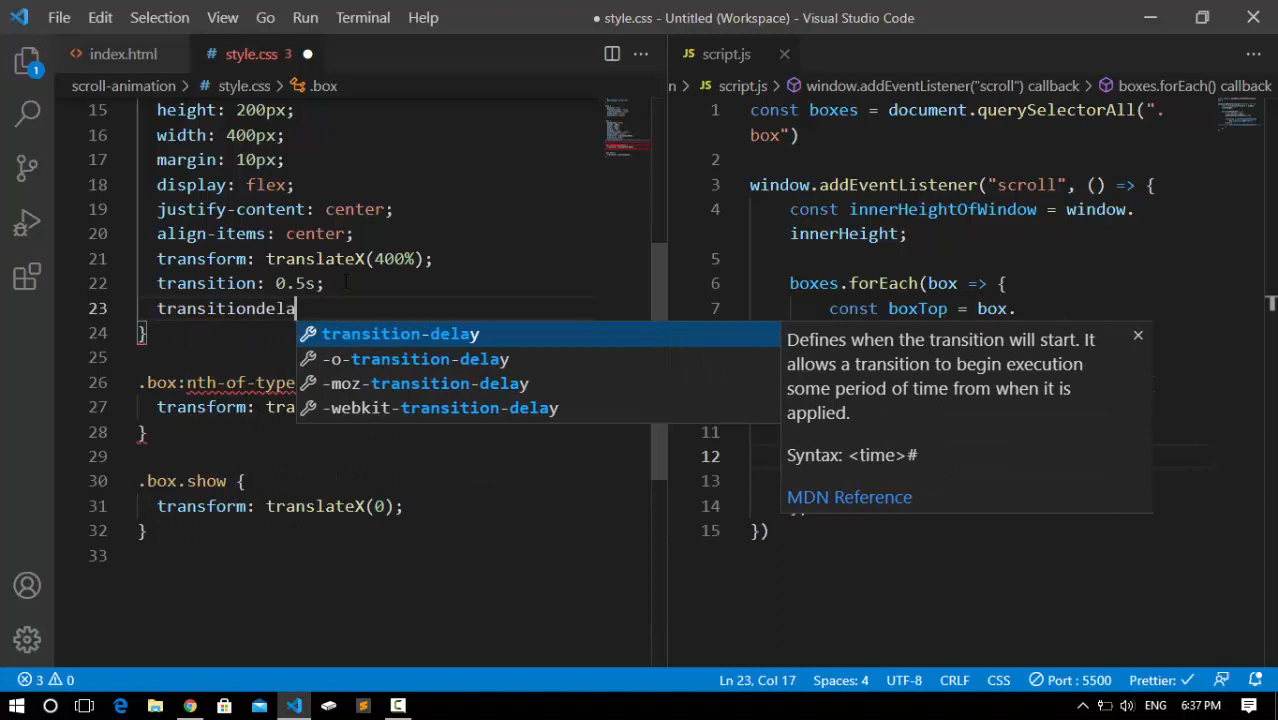 File Edit Selection View Go Run Terminal Help
● style.css - Untitled (Workspace) - Visual Studio Code
1
<> index.html
# style.css 3 ●
scroll-animation > # style.css > .box
15 height: 200px;
16 width: 400px;
17 margin: 10px;
18 display: flex;
19 justify-content: center;
20 align-items: center;
21 transform: translateX(400%);
22 transition: 0.5s;
23 transitiondela
24 }
25
26 .box:nth-of-type
27 transform: tra
28 }
29
30 .box.show {
31 transform: translateX(0);
32 }
33
transition-delay
-o-transition-delay
-moz-transition-delay
-webkit-transition-delay
Defines when the transition will start. It
allows a transition to begin execution
some period of time from when it is
applied.
Syntax: <time>#
MDN Reference
JS script.js
n > JS script.js > window.addEventListener("scroll") callback > boxes.forEach() callback
1 const boxes = document.querySelectorAll(".
box")
2
3 window.addEventListener("scroll", () => {
4 const innerHeightOfWindow = window.
innerHeight;
5
6 boxes.forEach(box => {
7 const boxTop = box.
11
12
13
14
15 })
3 0
Ln 23, Col 17 Spaces: 4 UTF-8 CRLF CSS Port : 5500 Prettier: ✓
ENG 6:37 PM